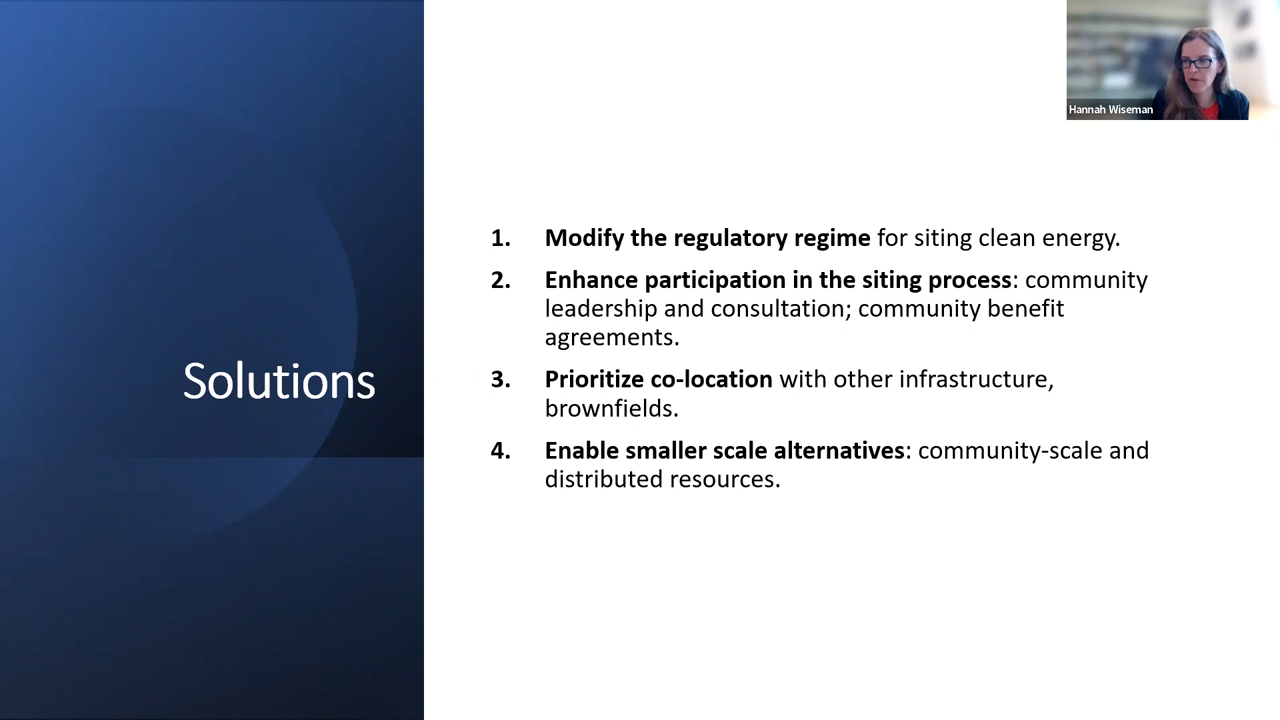 Hannah Wiseman
Solutions
1. Modify the regulatory regime for siting clean energy.
2. Enhance participation in the siting process: community
leadership and consultation; community benefit
agreements.
3. Prioritize co-location with other infrastructure,
brownfields.
4. Enable smaller scale alternatives: community-scale and
distributed resources.